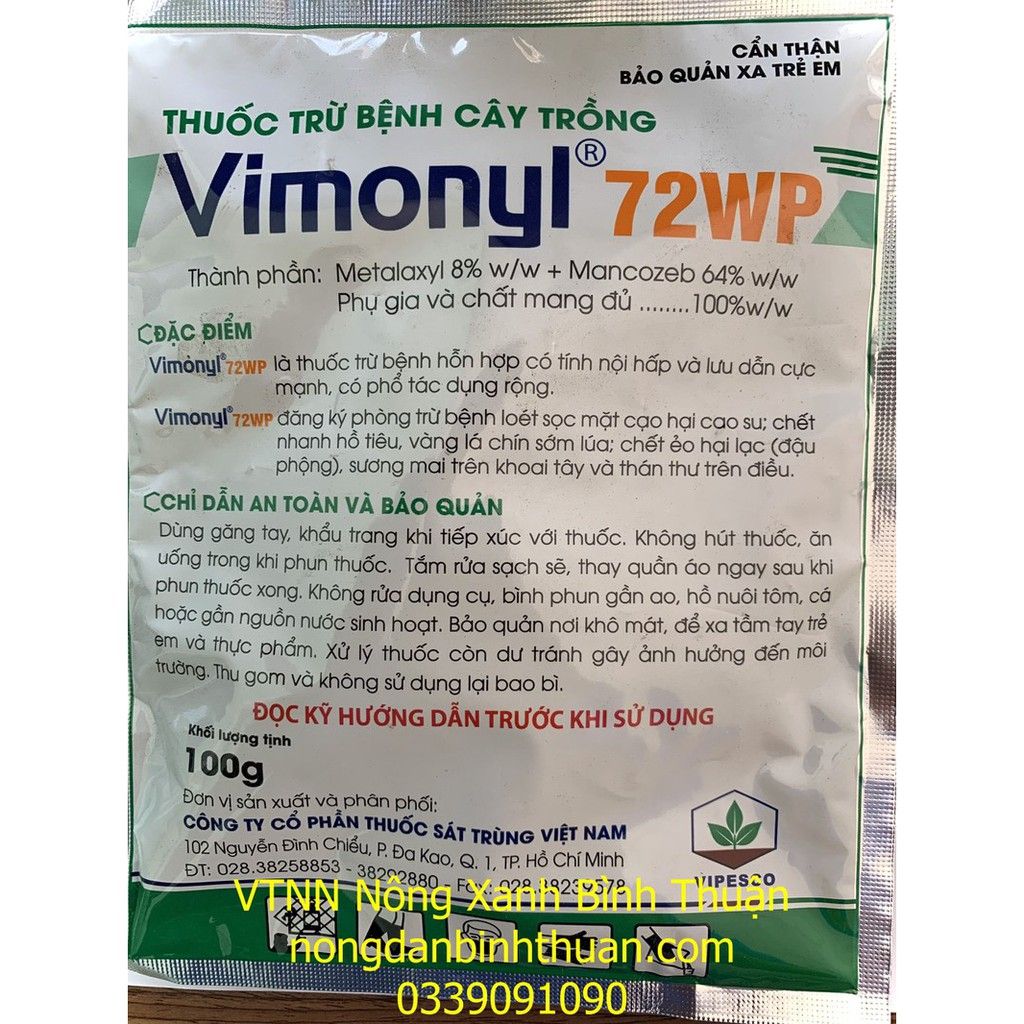 CẨN THẬN
BẢO QUẢN XA TRẺ EM
THUỐC TRỪ BỆNH CÂY TRỒNG
Vimonyl® 72WP
Thành phần: Metalaxyl 8% w/w + Mancozeb 64% w/w
Phụ gia và chất mang đủ ........100%w/w
ĐẶC ĐIỂM
Vimonyl® 72WP là thuốc trừ bệnh hỗn hợp có tính nội hấp và lưu dẫn cực
mạnh, có phổ tác dụng rộng.
Vimonyl® 72WP đăng ký phòng trừ bệnh loét sọc mặt cạo hại cao su; chết
nhanh hồ tiêu, vàng lá chín sớm lúa; chết ẻo hại lạc (đậu
phộng), sương mai trên khoai tây và thán thư trên điều.
CHỈ DẪN AN TOÀN VÀ BẢO QUẢN
Dùng găng tay, khẩu trang khi tiếp xúc với thuốc. Không hút thuốc, ăn
uống trong khi phun thuốc. Tắm rửa sạch sẽ, thay quần áo ngay sau khi
phun thuốc xong. Không rửa dụng cụ, bình phun gần ao, hồ nuôi tôm, cá
hoặc gần nguồn nước sinh hoạt. Bảo quản nơi khô mát, để xa tầm tay trẻ
em và thực phẩm. Xử lý thuốc còn dư tránh gây ảnh hưởng đến môi
trường. Thu gom và không sử dụng lại bao bì.
ĐỌC KỸ HƯỚNG DẪN TRƯỚC KHI SỬ DỤNG
Khối lượng tịnh
100g
Đơn vị sản xuất và phân phối:
CÔNG TY CỔ PHẦN THUỐC SÁT TRÙNG VIỆT NAM
102 Nguyễn Đình Chiểu, P. Đa Kao, Q. 1, TP. Hồ Chí Minh
ĐT: 028.38258853 -
VIPESCO
VTNN Nông Xanh Bình Thuận
nongdanbinhthuan.com
0339091090